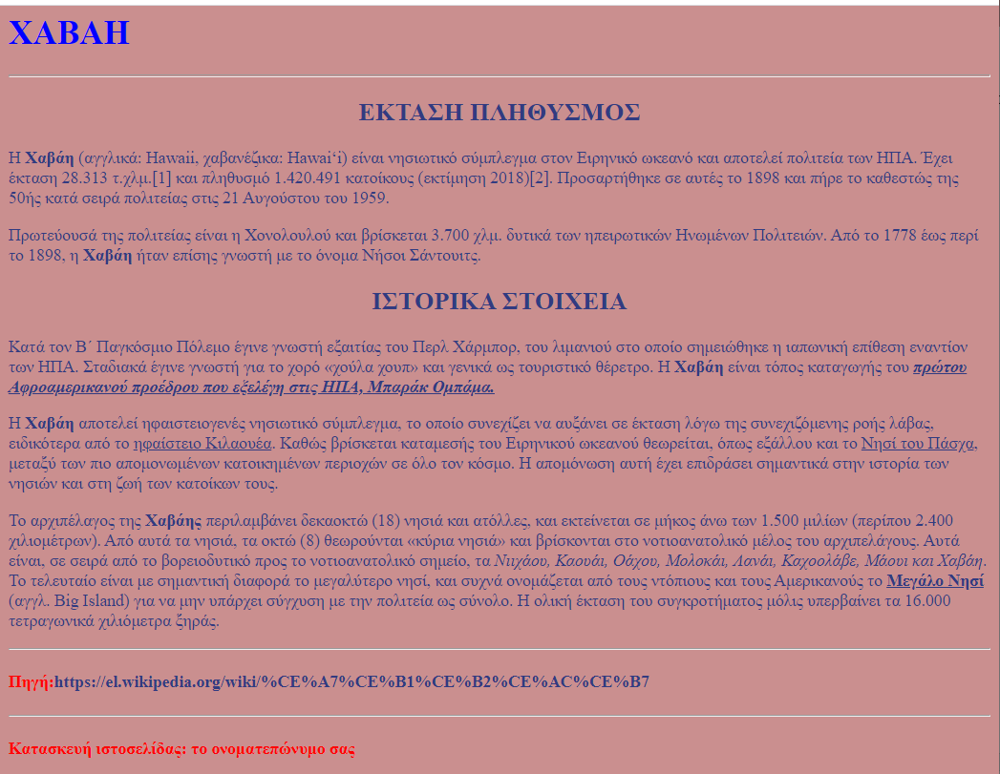 ΧΑΒΑΗ
ΕΚΤΑΣΗ ΠΛΗΘΥΣΜΟΣ
Η Χαβάη (αγγλικά: Hawaii, χαβανέζικα: Hawai‘i) είναι νησιωτικό σύμπλεγμα στον Ειρηνικό ωκεανό και αποτελεί πολιτεία των ΗΠΑ. Έχει
έκταση 28.313 τ.χλμ.[1] και πληθυσμό 1.420.491 κατοίκους (εκτίμηση 2018)[2]. Προσαρτήθηκε σε αυτές το 1898 και πήρε το καθεστώς της
50ής κατά σειρά πολιτείας στις 21 Αυγούστου του 1959.
Πρωτεύουσά της πολιτείας είναι η Χονολουλού και βρίσκεται 3.700 χλμ. δυτικά των ηπειρωτικών Ηνωμένων Πολιτειών. Από το 1778 έως περί
το 1898, η Χαβάη ήταν επίσης γνωστή με το όνομα Νήσοι Σάντουιτς.
ΙΣΤΟΡΙΚΑ ΣΤΟΙΧΕΙΑ
Κατά τον Β΄ Παγκόσμιο Πόλεμο έγινε γνωστή εξαιτίας του Περλ Χάρμπορ, του λιμανιού στο οποίο σημειώθηκε η ιαπωνική επίθεση εναντίον
των ΗΠΑ. Σταδιακά έγινε γνωστή για το χορό «χούλα χουπ» και γενικά ως τουριστικό θέρετρο. Η Χαβάη είναι τόπος καταγωγής του πρώτου
Αφροαμερικανού προέδρου που εξελέγη στις ΗΠΑ, Μπαράκ Ομπάμα.
Η Χαβάη αποτελεί ηφαιστειογενές νησιωτικό σύμπλεγμα, το οποίο συνεχίζει να αυξάνει σε έκταση λόγω της συνεχιζόμενης ροής λάβας,
ειδικότερα από το ηφαίστειο Κιλαουέα. Καθώς βρίσκεται καταμεσής του Ειρηνικού ωκεανού θεωρείται, όπως εξάλλου και το Νησί του Πάσχα,
μεταξύ των πιο απομονωμένων κατοικημένων περιοχών σε όλο τον κόσμο. Η απομόνωση αυτή έχει επιδράσει σημαντικά στην ιστορία των
νησιών και στη ζωή των κατοίκων τους.
Το αρχιπέλαγος της Χαβάης περιλαμβάνει δεκαοκτώ (18) νησιά και ατόλλες, και εκτείνεται σε μήκος άνω των 1.500 μιλίων (περίπου 2.400
χιλιομέτρων). Από αυτά τα νησιά, τα οκτώ (8) θεωρούνται «κύρια νησιά» και βρίσκονται στο νοτιοανατολικό μέλος του αρχιπελάγους. Αυτά
είναι, σε σειρά από το βορειοδυτικό προς το νοτιοανατολικό σημείο, τα Νιιχάου, Καουάι, Οάχου, Μολοκάι, Λανάι, Καχοολάβε, Μάουι και Χαβάη.
Το τελευταίο είναι με σημαντική διαφορά το μεγαλύτερο νησί, και συχνά ονομάζεται από τους ντόπιους και τους Αμερικανούς το Μεγάλο Νησί
(αγγλ. Big Island) για να μην υπάρχει σύγχυση με την πολιτεία ως σύνολο. Η ολική έκταση του συγκροτήματος μόλις υπερβαίνει τα 16.000
τετραγωνικά χιλιόμετρα ξηράς.
Πηγή:https://el.wikipedia.org/wiki/%CE%A7%CE%B1%CE%B2%CE%AC%CE%B7
Κατασκευή ιστοσελίδας: το ονοματεπώνυμο σας